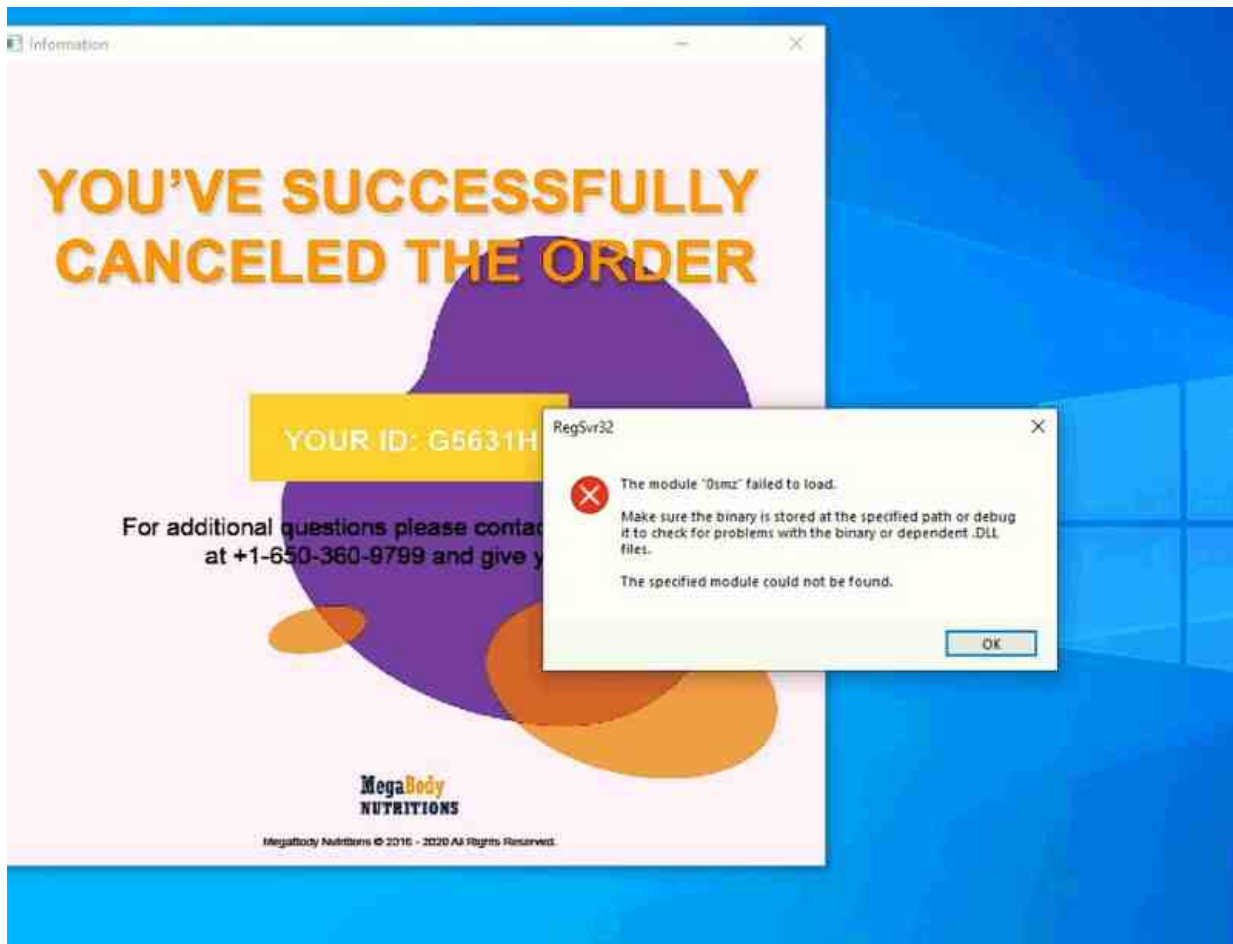 Information
YOU'VE SUCCESSFULLY
CANCELED THE ORDER
YOUR ID: G5631H
For additional questions please contac
at +1-650-360-9799 and give y
MegaBody
NUTRITIONS
MegaBody Nutritions © 2016 - 2020 All Rights Reserved.
RegSvr32
The module "0smz" failed to load.
Make sure the binary is stored at the specified path or debug
it to check for problems with the binary or dependent .DLL
files.
The specified module could not be found.
OK